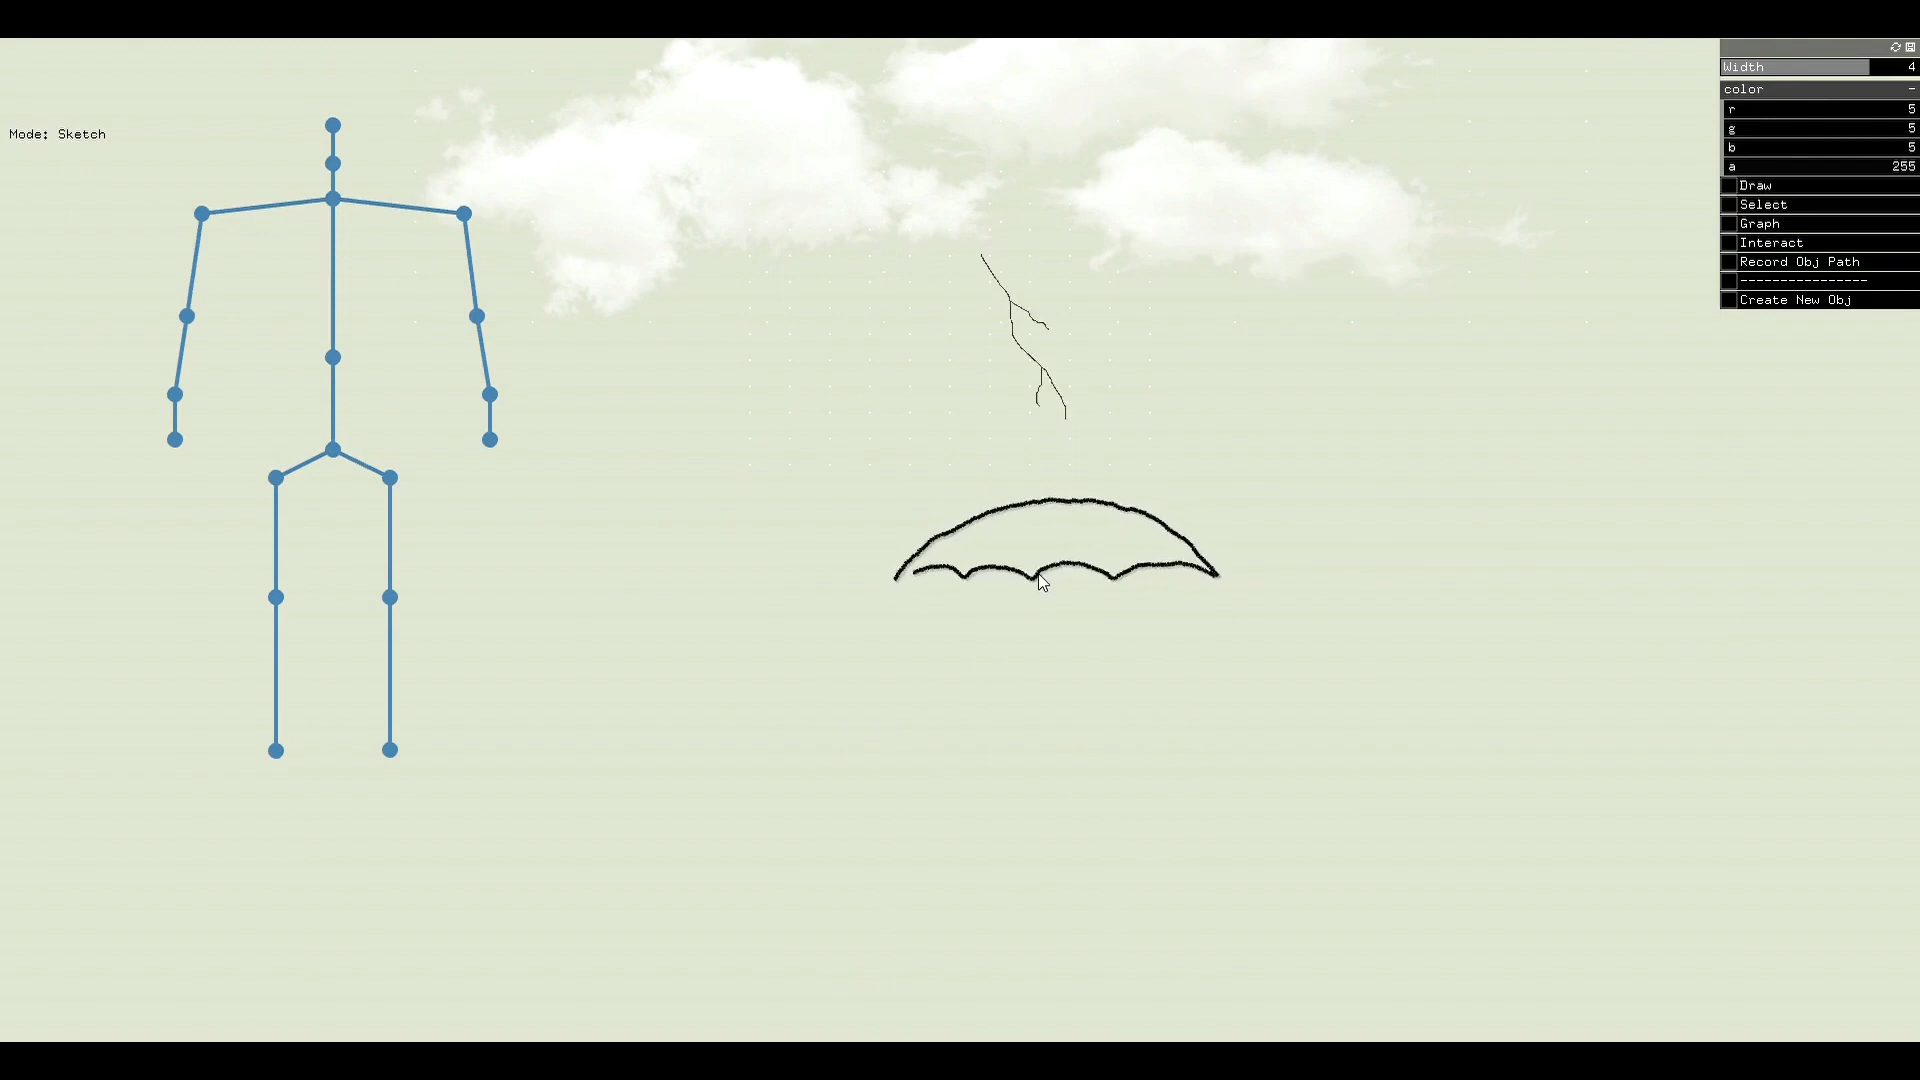 Width 4
color -
r 5
Mode: Sketch
g 5
b 5
a 255
Draw
Select
Graph
Interact
Record Obj Path
----------------
Create New Obj